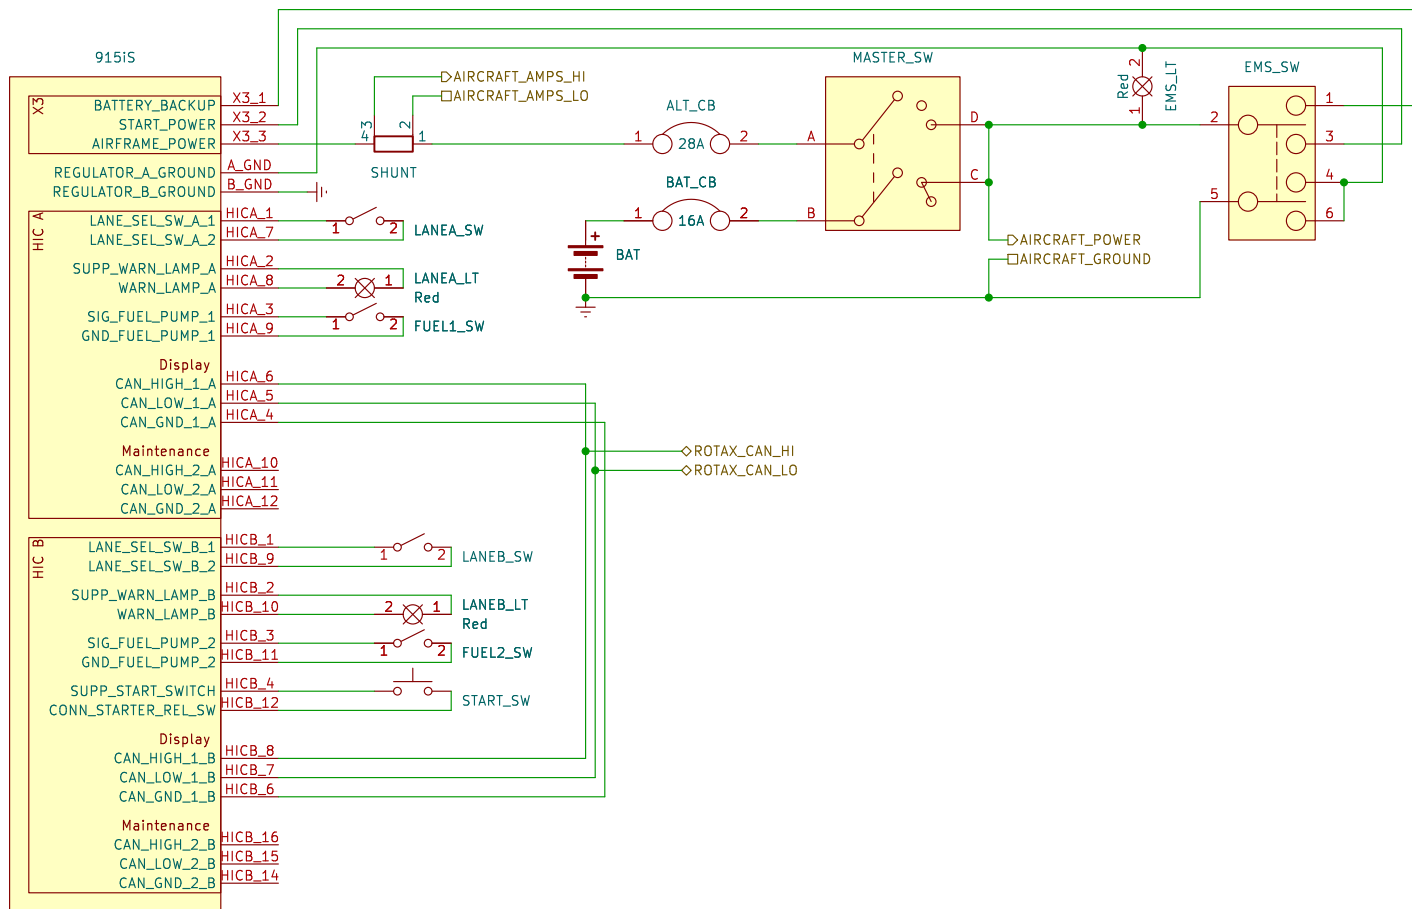 915iS
X3
BATTERY_BACKUP X3_1
START_POWER X3_2
AIRFRAME_POWER X3_3
REGULATOR_A_GROUND A_GND
REGULATOR_B_GROUND B_GND
HIC A
LANE_SEL_SW_A_1 HICA_1
LANE_SEL_SW_A_2 HICA_7
SUPP_WARN_LAMP_A HICA_2
WARN_LAMP_A HICA_8
SIG_FUEL_PUMP_1 HICA_3
GND_FUEL_PUMP_1 HICA_9
Display
CAN_HIGH_1_A HICA_6
CAN_LOW_1_A HICA_5
CAN_GND_1_A HICA_4
Maintenance
CAN_HIGH_2_A HICA_10
CAN_LOW_2_A HICA_11
CAN_GND_2_A HICA_12
HIC B
LANE_SEL_SW_B_1 HICB_1
LANE_SEL_SW_B_2 HICB_9
SUPP_WARN_LAMP_B HICB_2
WARN_LAMP_B HICB_10
SIG_FUEL_PUMP_2 HICB_3
GND_FUEL_PUMP_2 HICB_11
SUPP_START_SWITCH HICB_4
CONN_STARTER_REL_SW HICB_12
Display
CAN_HIGH_1_B HICB_8
CAN_LOW_1_B HICB_7
CAN_GND_1_B HICB_6
Maintenance
CAN_HIGH_2_B HICB_16
CAN_LOW_2_B HICB_15
CAN_GND_2_B HICB_14
AIRCRAFT_AMPS_HI
AIRCRAFT_AMPS_LO
4 3 2 1
SHUNT
1 2
LANEA_SW
2 1
LANEA_LT
Red
1 2
FUEL1_SW
ROTAX_CAN_HI
ROTAX_CAN_LO
1 2
LANEB_SW
2 1
LANEB_LT
Red
1 2
FUEL2_SW
START_SW
ALT_CB
1 28A 2
BAT_CB
1 16A 2
+
BAT
MASTER_SW
A
B
D
C
AIRCRAFT_POWER
AIRCRAFT_GROUND
Red
2
1
EMS_LT
EMS_SW
2
5
1
3
4
6